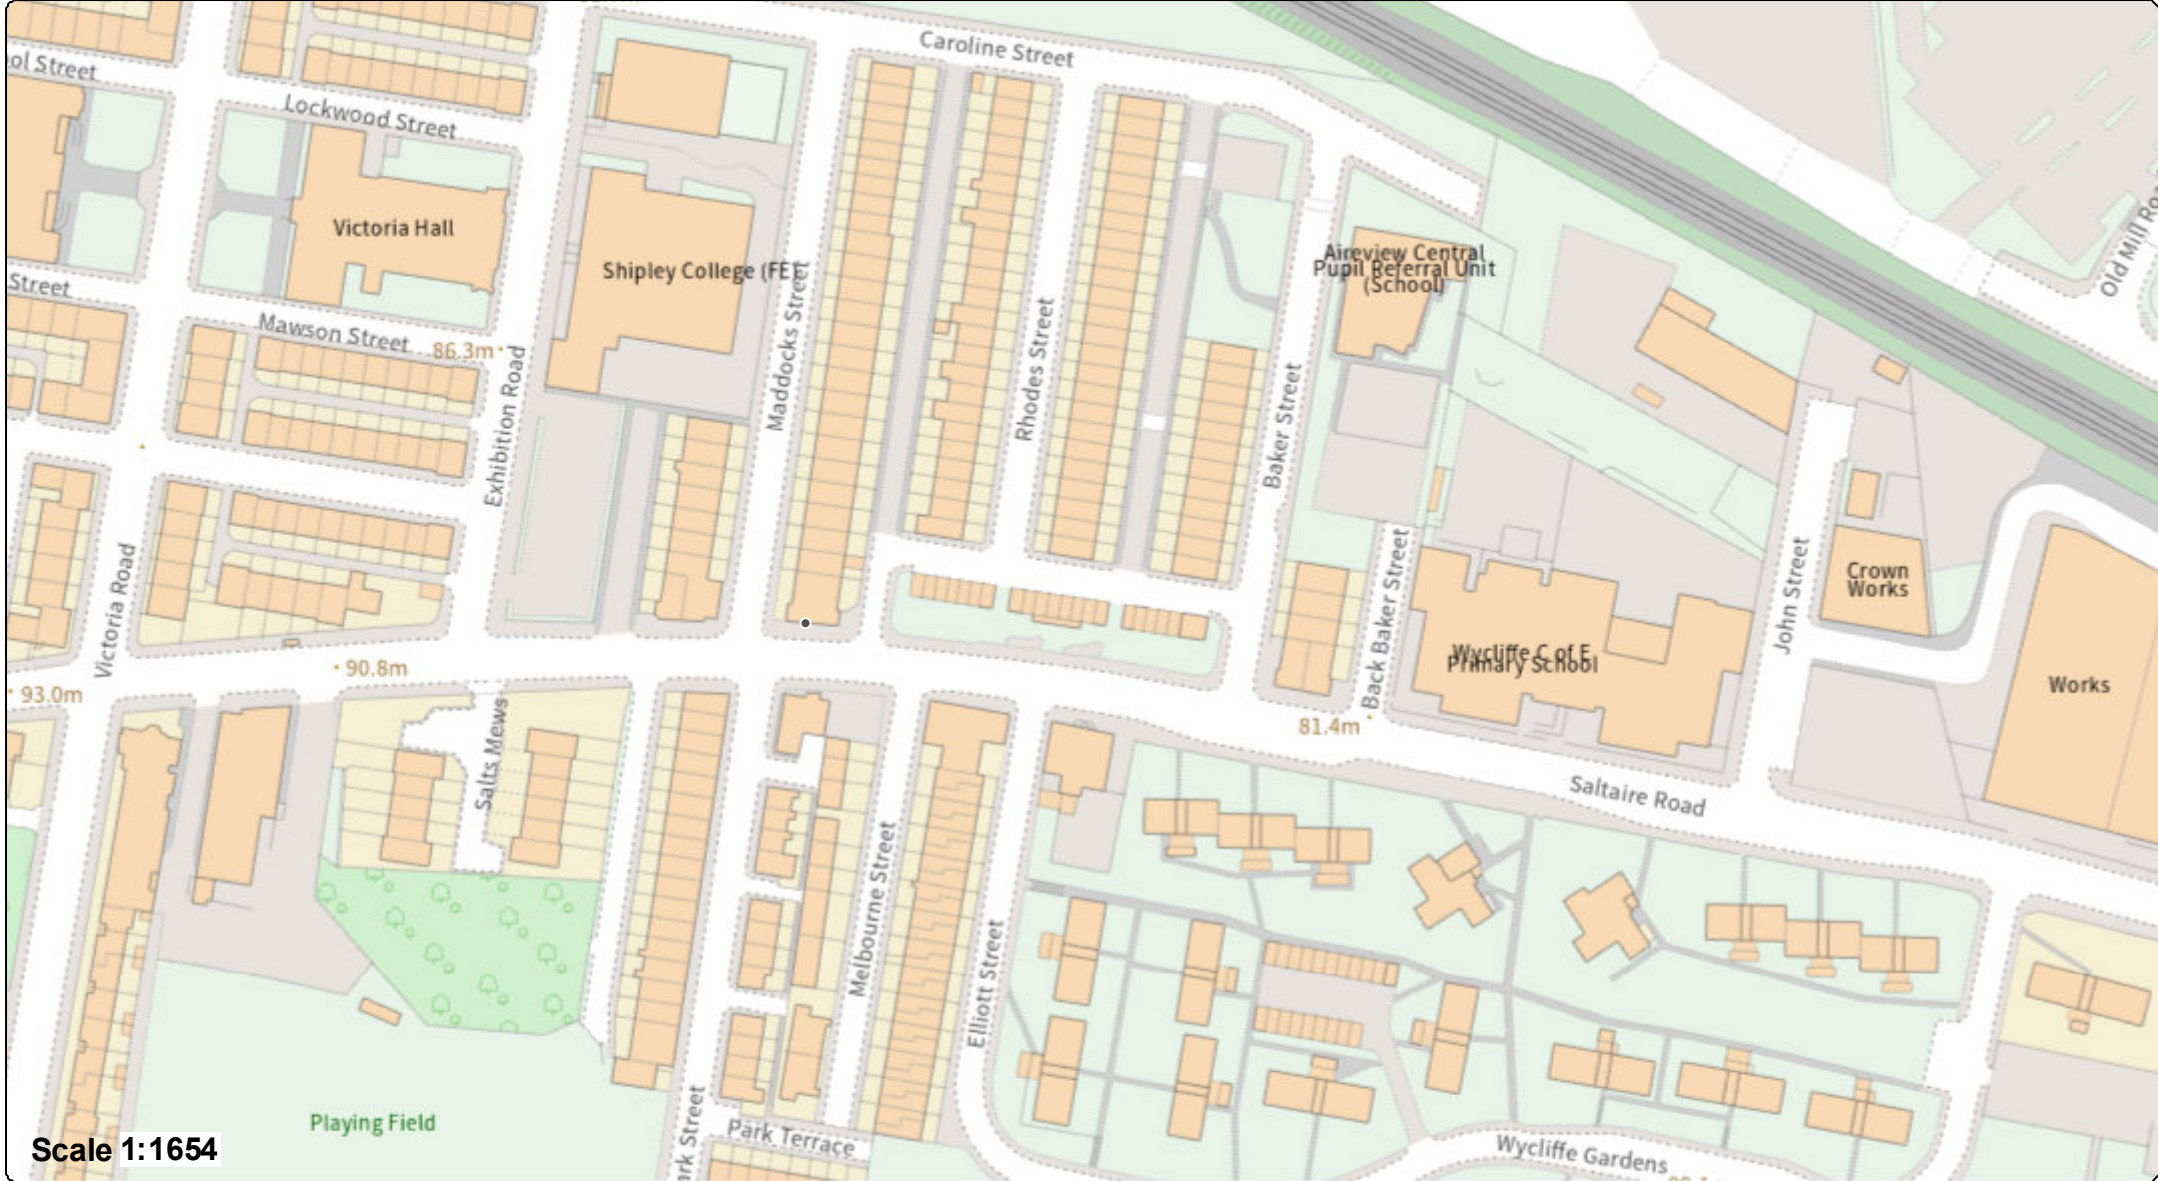 Caroline Street
ol Street
Lockwood Street
Victoria Hall
Shipley College (FE)
Aireview Central
Pupil Referral Unit
(School)
Old Mill Ro
Street
Mawson Street
86.3m
Exhibition Road
Maddocks Street
Rhodes Street
Baker Street
Back Baker Street
John Street
Crown
Works
Victoria Road
90.8m
93.0m
Wycliffe C of E
Primary School
Works
81.4m
Salts Mews
Saltaire Road
Melbourne Street
Elliott Street
Playing Field
ark Street
Park Terrace
Wycliffe Gardens
Scale 1:1654